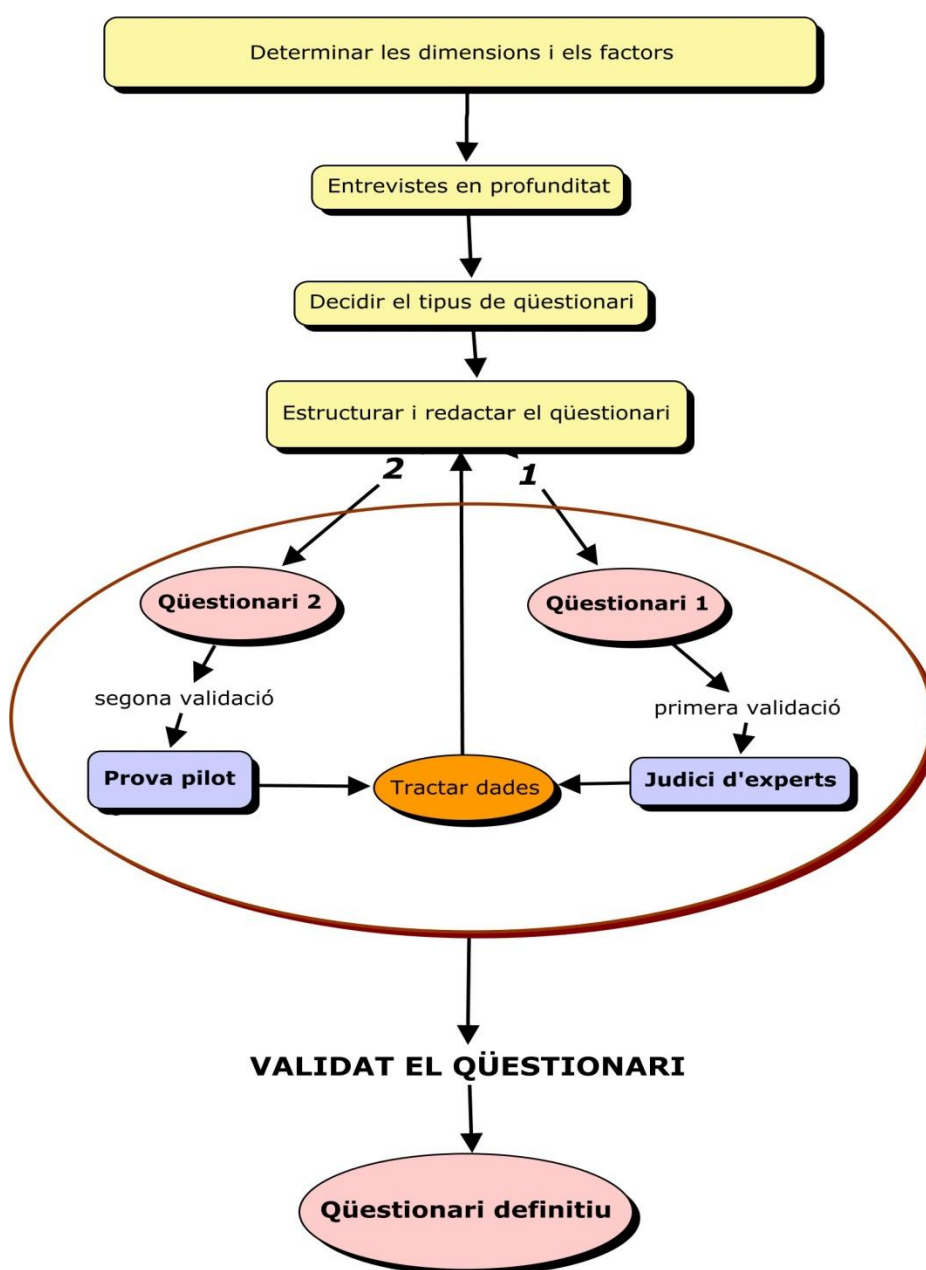 Determinar les dimensions i els factors
Entrevistes en profunditat
Decidir el tipus de qüestionari
Estructurar i redactar el qüestionari
2
1
Qüestionari 2
Qüestionari 1
segona validació
primera validació
Prova pilot
Tractar dades
Judici d'experts
VALIDAT EL QÜESTIONARI
Qüestionari definitiu